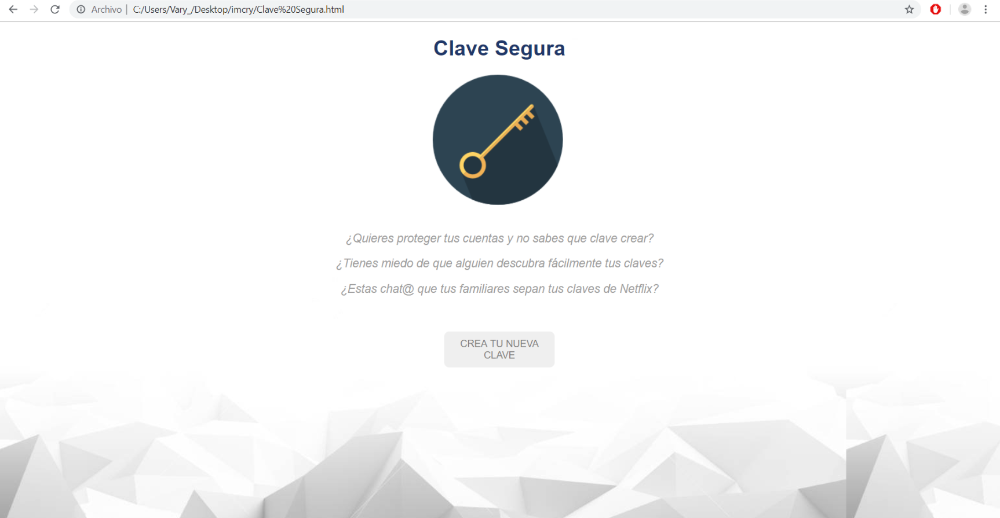 Archivo | C:/Users/Vary_/Desktop/imcry/Clave%20Segura.html
Clave Segura
¿Quieres proteger tus cuentas y no sabes que clave crear?
¿Tienes miedo de que alguien descubra fácilmente tus claves?
¿Estas chat@ que tus familiares sepan tus claves de Netflix?
CREA TU NUEVA
CLAVE